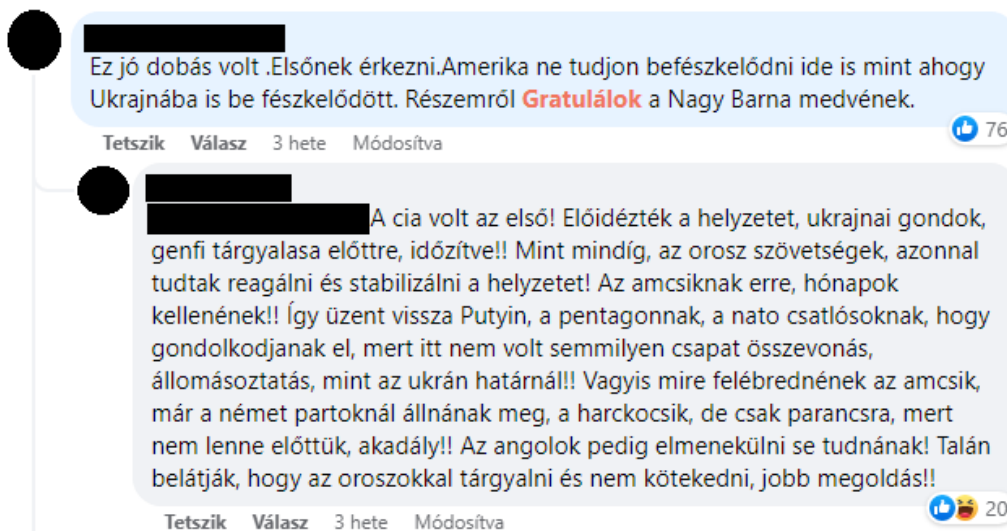 Ez jó dobás volt .Elsőnek érkezni.Amerika ne tudjon befészkelődni ide is mint ahogy
Ukrajnába is be fészkelődött. Részemről Gratulálok a Nagy Barna medvének.
76
Tetszik Válasz 3 hete Módosítva
A cia volt az első! Előidézték a helyzetet, ukrajnai gondok,
genfi tárgyalasa előttre, időzítve!! Mint mindíg, az orosz szövetségek, azonnal
tudtak reagálni és stabilizálni a helyzetet! Az amcsiknak erre, hónapok
kellenének!! Így üzent vissza Putyin, a pentagonnak, a nato csatlósoknak, hogy
gondolkodjanak el, mert itt nem volt semmilyen csapat összevonás,
állomásoztatás, mint az ukrán határnál!! Vagyis mire felébrednének az amcsik,
már a német partoknál állnának meg, a harckocsik, de csak parancsra, mert
nem lenne előttük, akadály!! Az angolok pedig elmenekülni se tudnának! Talán
belátják, hogy az oroszokkal tárgyalni és nem kötekedni, jobb megoldás!!
20
Tetszik Válasz 3 hete Módosítva